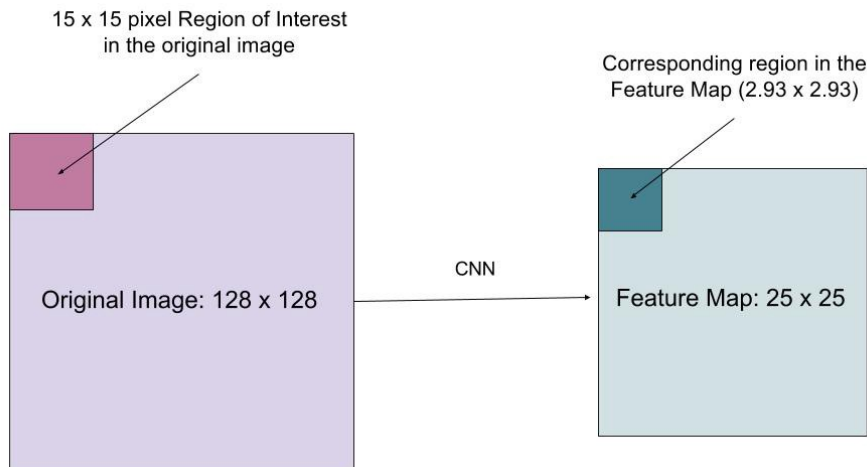 15 x 15 pixel Region of Interest
in the original image
Corresponding region in the
Feature Map (2.93 x 2.93)
CNN
Original Image: 128 x 128
Feature Map: 25 x 25